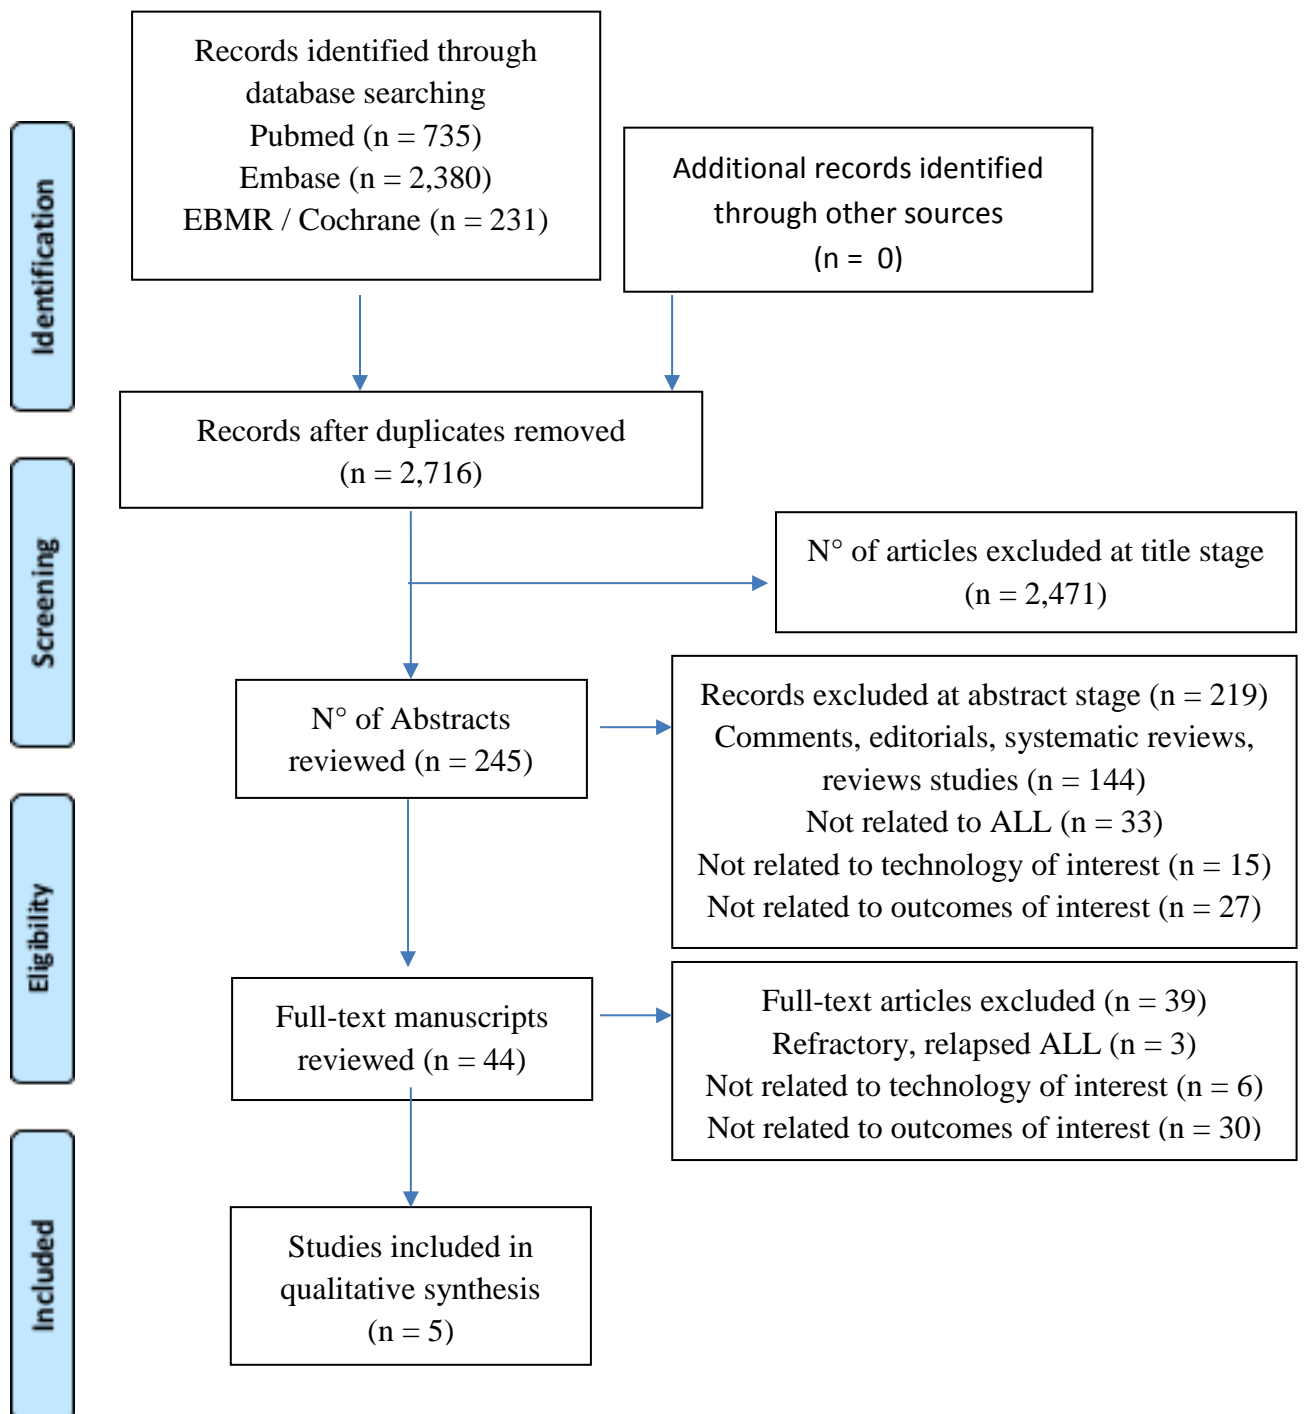 Records identified through
database searching
Pubmed (n = 735)
Embase (n = 2,380)
EBMR / Cochrane (n = 231)
Additional records identified
through other sources
(n =  0)
Identification
Records after duplicates removed
(n = 2,716)
Screening
N° of articles excluded at title stage
(n = 2,471)
N° of Abstracts
reviewed (n = 245)
Records excluded at abstract stage (n = 219)
Comments, editorials, systematic reviews,
reviews studies (n = 144)
Not related to ALL (n = 33)
Not related to technology of interest (n = 15)
Not related to outcomes of interest (n = 27)
Eligibility
Full-text manuscripts
reviewed (n = 44)
Full-text articles excluded (n = 39)
Refractory, relapsed ALL (n = 3)
Not related to technology of interest (n = 6)
Not related to outcomes of interest (n = 30)
Included
Studies included in
qualitative synthesis
(n = 5)